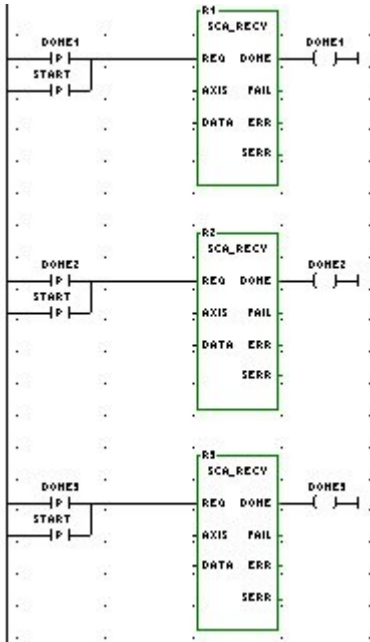 R1
SCA_RECV
DONE1 REQ DONE DONE1
P
START
P AXIS FAIL
DATA ERR
SERR
R2
SCA_RECV
DONE2 REQ DONE DONE2
P
START
P AXIS FAIL
DATA ERR
SERR
R3
SCA_RECV
DONE3 REQ DONE DONE3
P
START
P AXIS FAIL
DATA ERR
SERR